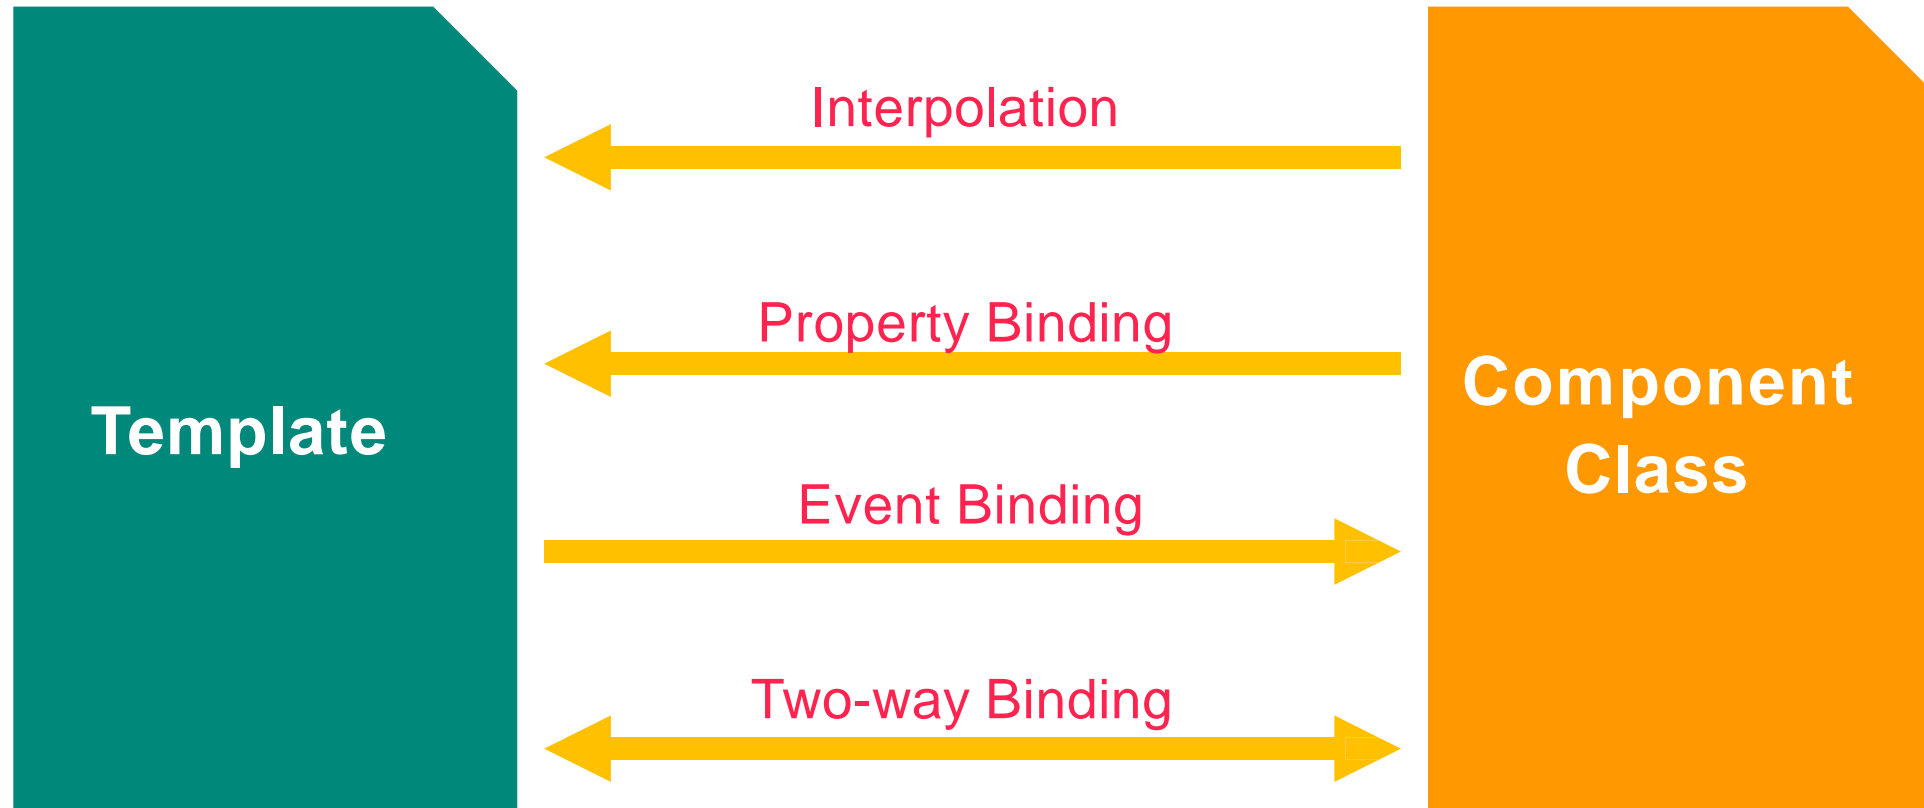 Interpolation
Property Binding
Template
Component
Class
Event Binding
Two-way Binding